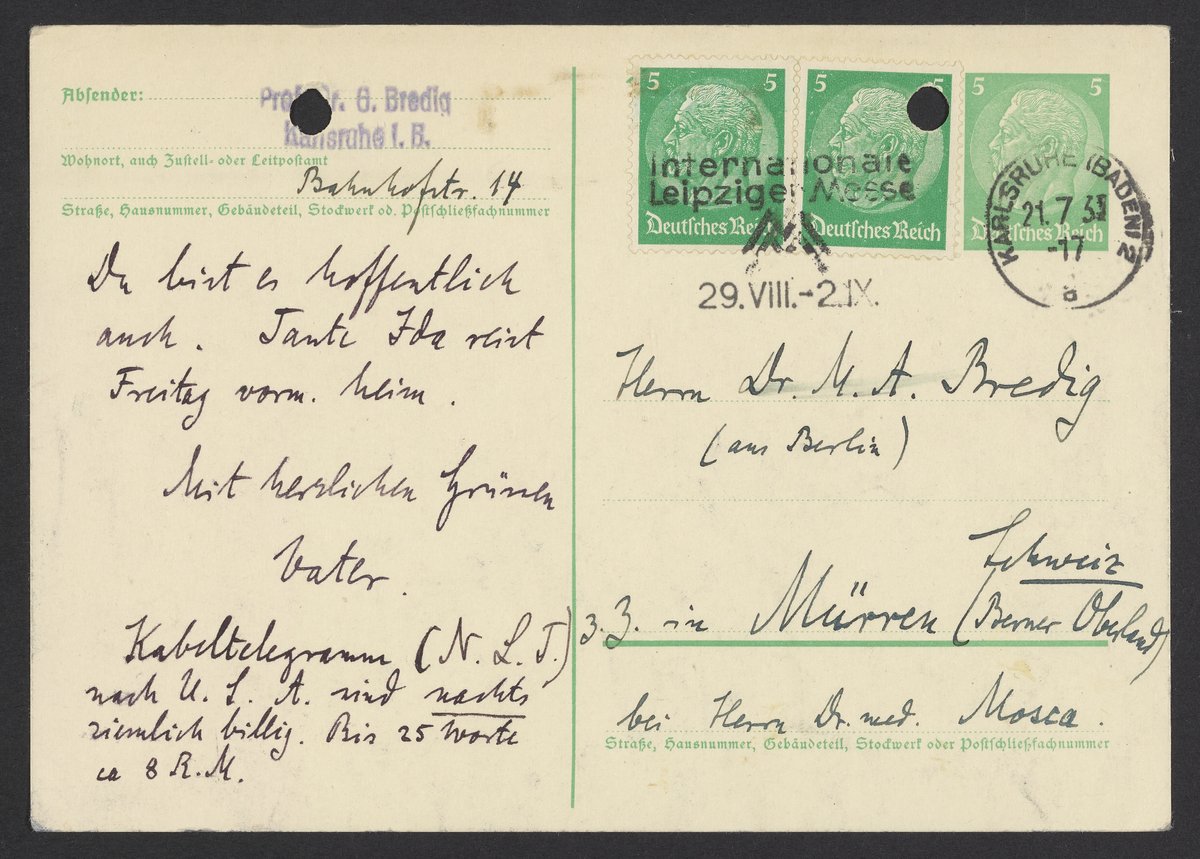 Absender:
Prof. Dr. G. Bredig
Karlsruhe i. B.
Wohnort, auch Zustell- oder Leitpostamt
Bahnhofstr. 14
Straße, Hausnummer, Gebäudeteil, Stockwerk od. Postschließfachnummer
Du bist es hoffentlich
auch. Tante Ida reist
Freitag vorm. heim.
Mit herzlichen Grüssen
Vater.
Kabeltelegramm (N. L. T.)
nach U. S. A. sind nachts
ziemlich billig. Bis 25 Worte
ca 8 R.M.
5 5 5 5 5 5
Internationale
Leipziger Messe
Deutsches Reich Deutsches Reich
29.VIII.-2.IX.
KARLSRUHE (BADEN) 2
21.7.
-17
a
Herrn Dr. M. A. Bredig
(aus Berlin)
Schweiz
z. Z. in Mürren (Berner Oberland)
bei Herrn Dr. med. Mosca.
Straße, Hausnummer, Gebäudeteil, Stockwerk oder Postschließfachnummer